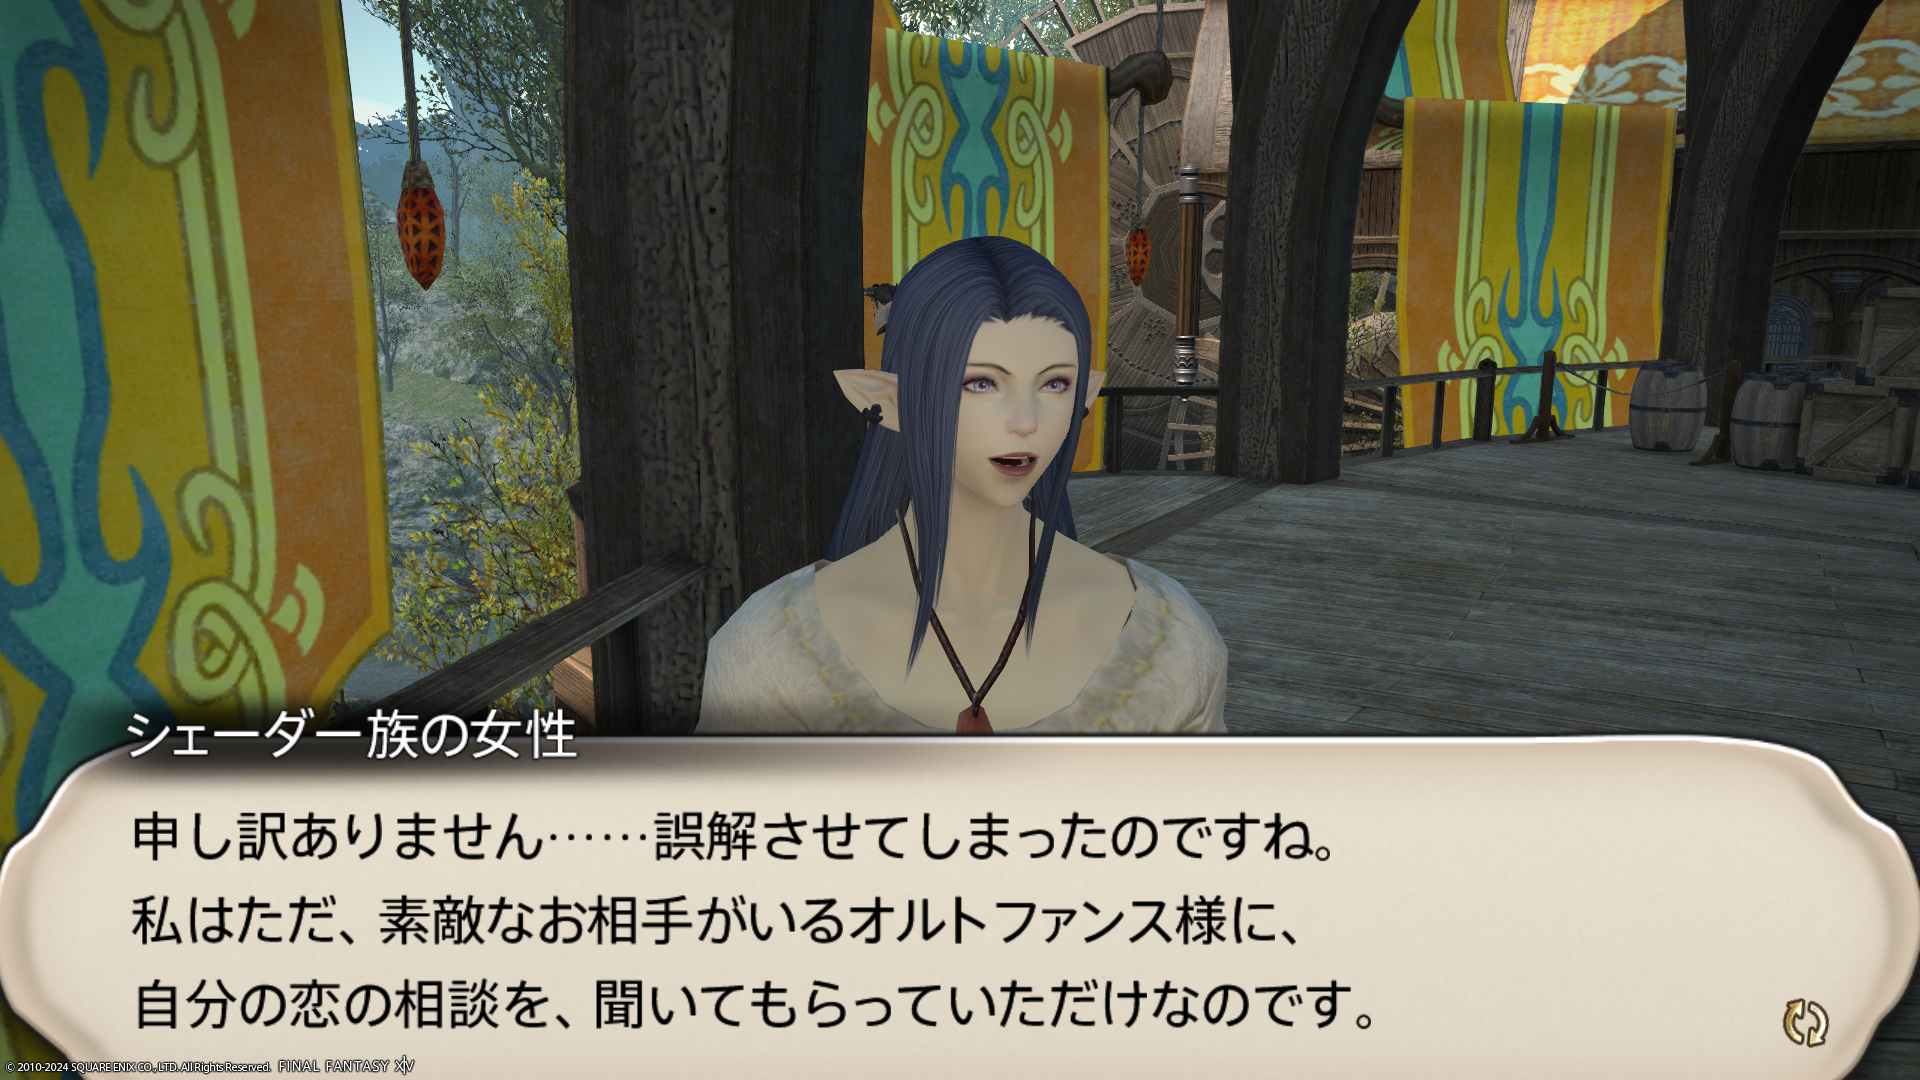 シェーダー族の女性
申し訳ありません……誤解させてしまったのですね。
私はただ、素敵なお相手がいるオルトファンス様に、
自分の恋の相談を、聞いてもらっていただけなのです。
© 2010-2024 SQUARE ENIX CO., LTD. All Rights Reserved. FINAL FANTASY XIV